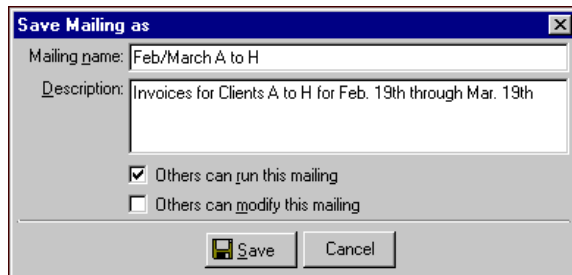 Save Mailing as
Mailing name: Feb/March A to H
Description: Invoices for Clients A to H for Feb. 19th through Mar. 19th
Others can run this mailing
Others can modify this mailing
Save Cancel